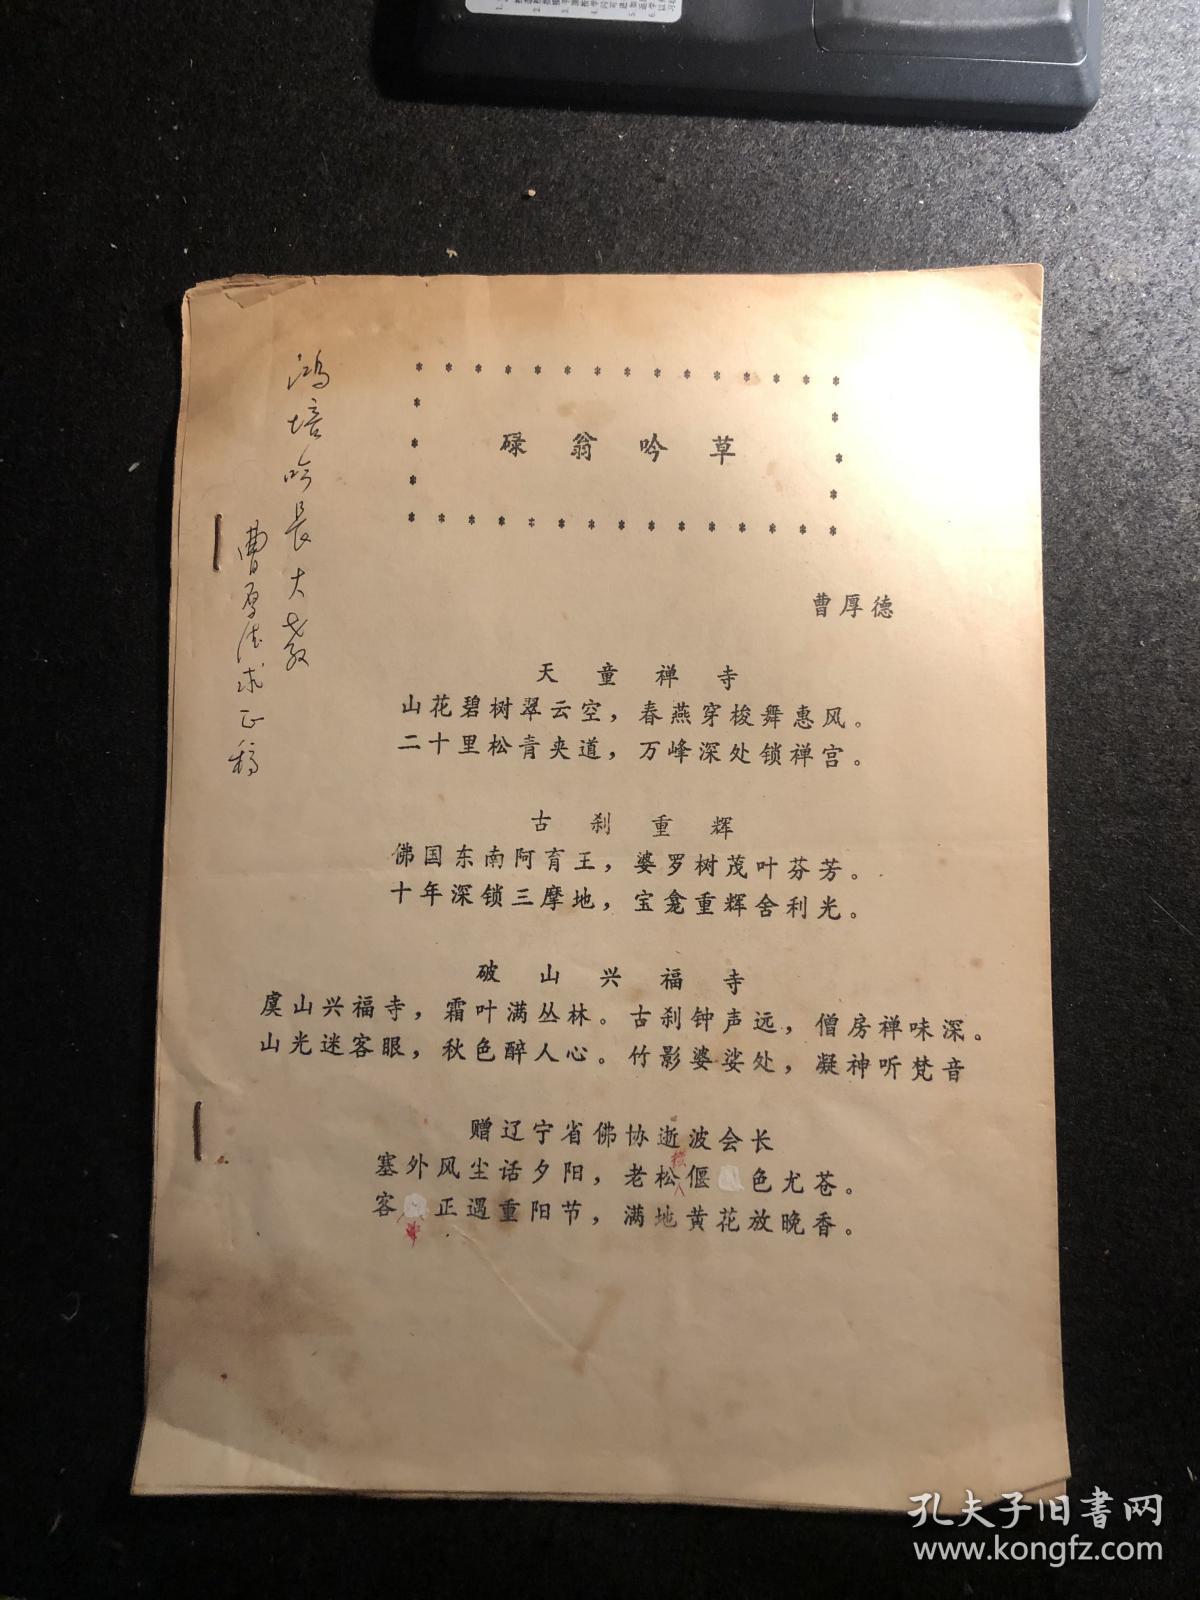 碌翁吟草
曹厚德
天童禅寺
山花碧树翠云空，春燕穿梭舞惠风。
二十里松青夹道，万峰深处锁禅宫。
古刹重辉
佛国东南阿育王，婆罗树茂叶芬芳。
十年深锁三摩地，宝龛重辉舍利光。
破山兴福寺
虞山兴福寺，霜叶满丛林。古刹钟声远，僧房禅味深。
山光迷客眼，秋色醉人心。竹影婆娑处，凝神听梵音
赠辽宁省佛协逝波会长
塞外风尘话夕阳，老松偃色尤苍。
客正遇重阳节，满地黄花放晚香。
鸿培吟长大教
曹厚德求正稿
孔夫子旧书网
www.kongfz.com